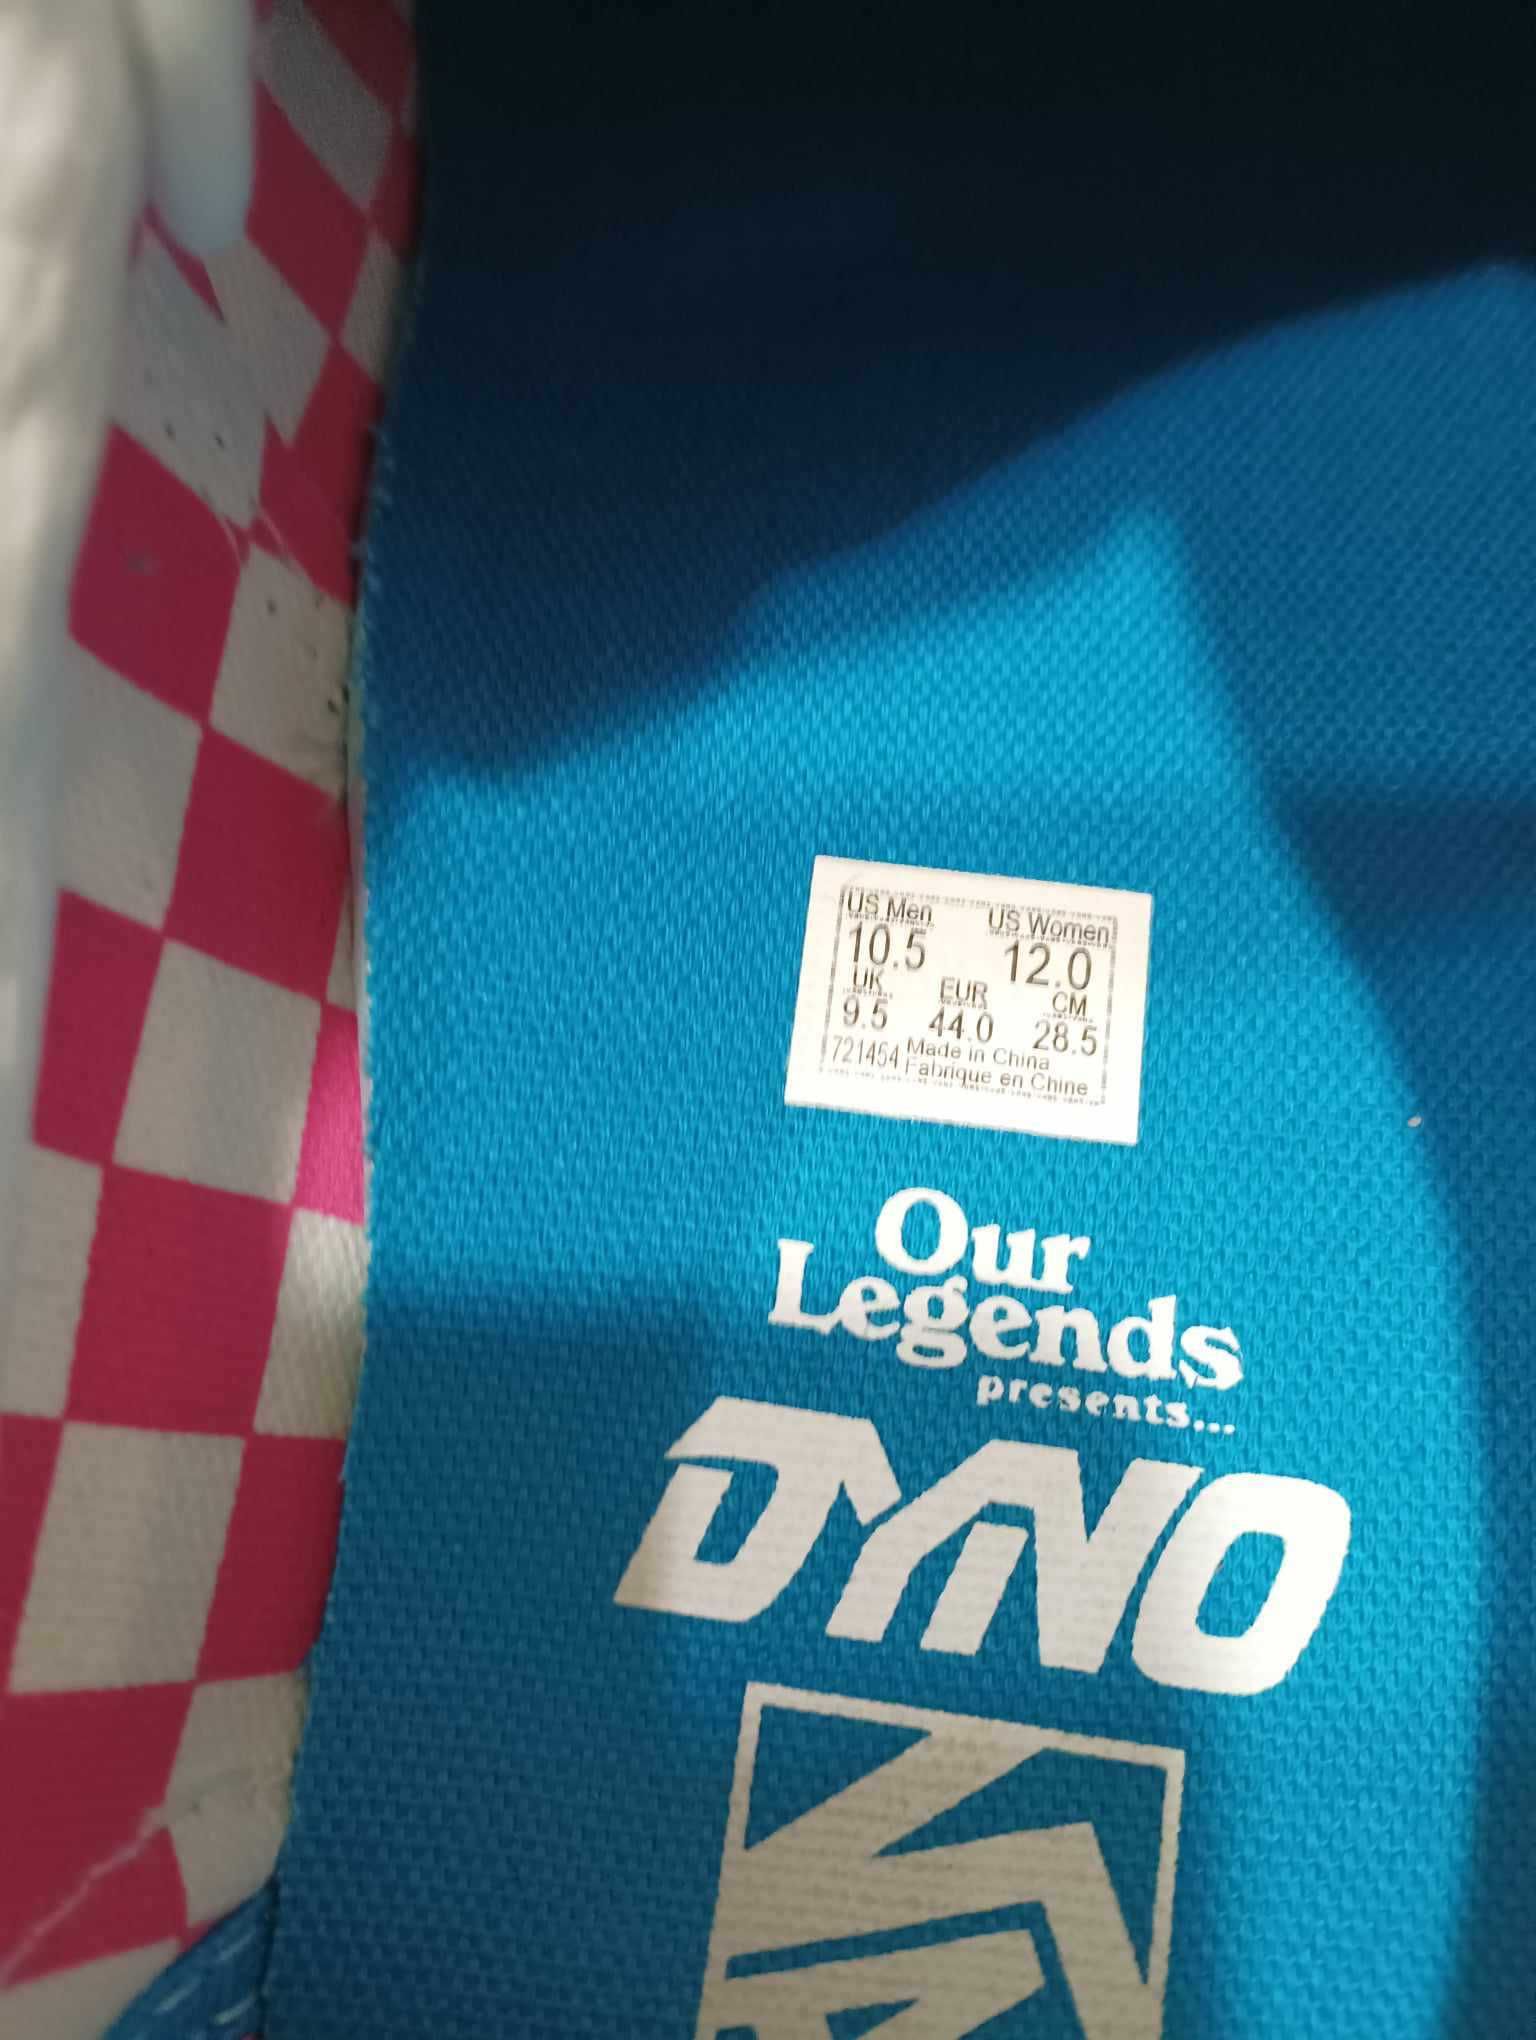 US Men US Women
10.5 12.0
UK EUR CM
9.5 44.0 28.5
721454 Made in China
Fabrique en Chine
Our
Legends
presents...
DYNO